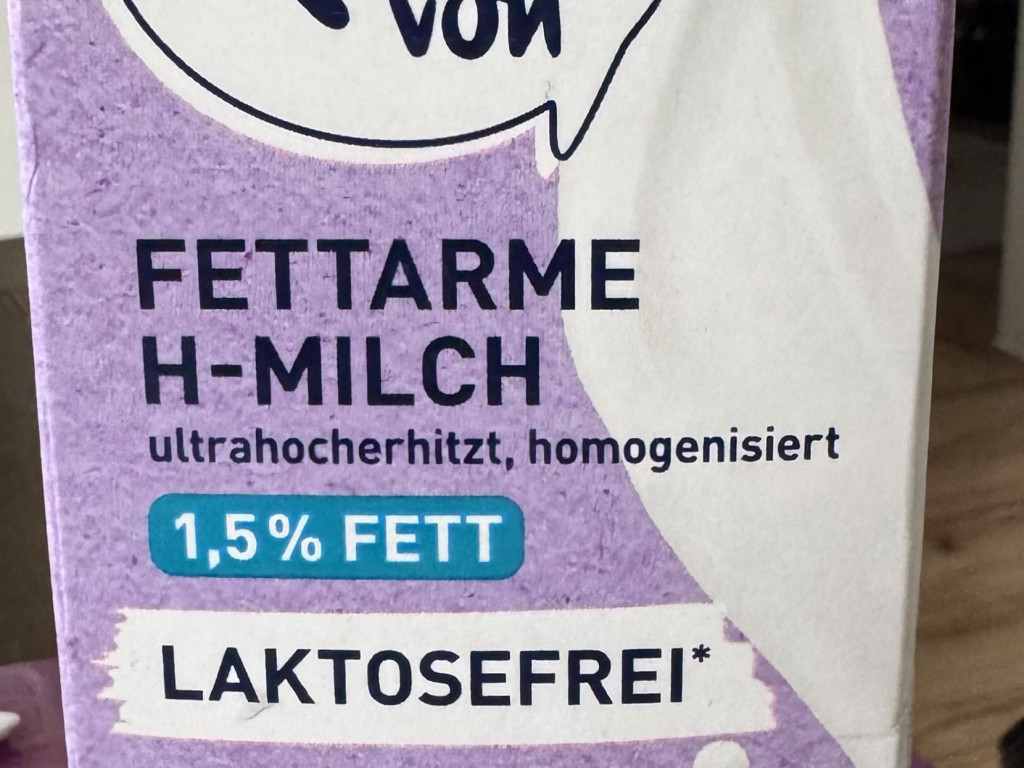 von
FETTARME
H-MILCH
ultrahocherhitzt, homogenisiert
1,5% FETT
LAKTOSEFREI*